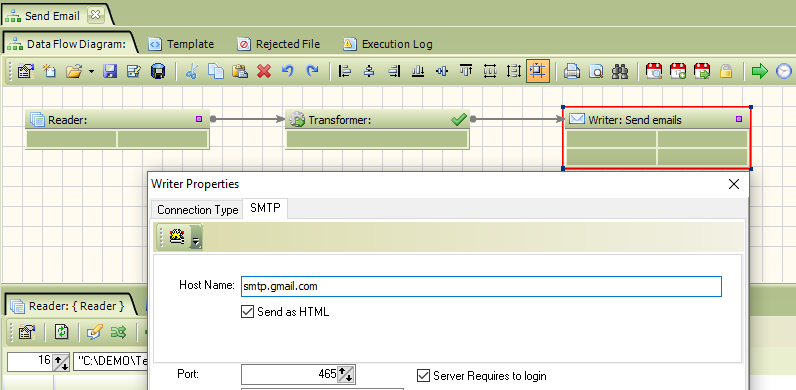 Send Email
Data Flow Diagram:
Template
Rejected File
Execution Log
Reader:
Transformer:
Writer: Send emails
Writer Properties
Connection Type
SMTP
Host Name:
smtp.gmail.com
Send as HTML
Reader: { Reader }
16
"C:\DEMO\Te
Port:
465
Server Requires to login